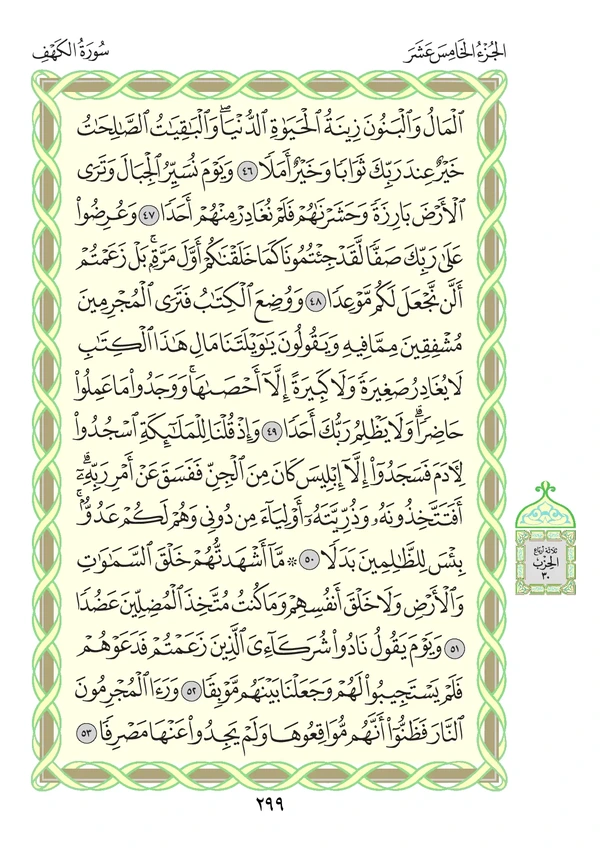 الجُزْءُ الخَامِسَ عَشَرَ
سُورَةُ الكَهْفِ
ٱلْمَالُ وَٱلْبَنُونَ زِينَةُ ٱلْحَيَوٰةِ ٱلدُّنْيَاۖ وَٱلْبَٰقِيَٰتُ ٱلصَّٰلِحَٰتُ
خَيْرٌ عِندَ رَبِّكَ ثَوَابًا وَخَيْرٌ أَمَلًا ٤٦ وَيَوْمَ نُسَيِّرُ ٱلْجِبَالَ وَتَرَى
ٱلْأَرْضَ بَارِزَةً وَحَشَرْنَٰهُمْ فَلَمْ نُغَادِرْ مِنْهُمْ أَحَدًا ٤٧ وَعُرِضُوا۟
عَلَىٰ رَبِّكَ صَفًّا لَّقَدْ جِئْتُمُونَا كَمَا خَلَقْنَٰكُمْ أَوَّلَ مَرَّةٍۭۚ بَلْ زَعَمْتُمْ
أَلَّن نَّجْعَلَ لَكُم مَّوْعِدًا ٤٨ وَوُضِعَ ٱلْكِتَٰبُ فَتَرَى ٱلْمُجْرِمِينَ
مُشْفِقِينَ مِمَّا فِيهِ وَيَقُولُونَ يَٰوَيْلَتَنَا مَالِ هَٰذَا ٱلْكِتَٰبِ
لَا يُغَادِرُ صَغِيرَةً وَلَا كَبِيرَةً إِلَّآ أَحْصَىٰهَاۚ وَوَجَدُوا۟ مَا عَمِلُوا۟
حَاضِرًاۗ وَلَا يَظْلِمُ رَبُّكَ أَحَدًا ٤٩ وَإِذْ قُلْنَا لِلْمَلَٰٓئِكَةِ ٱسْجُدُوا۟
لِءَادَمَ فَسَجَدُوٓا۟ إِلَّآ إِبْلِيسَ كَانَ مِنَ ٱلْجِنِّ فَفَسَقَ عَنْ أَمْرِ رَبِّهِۦٓۗ
أَفَتَتَّخِذُونَهُۥ وَذُرِّيَّتَهُۥٓ أَوْلِيَآءَ مِن دُونِى وَهُمْ لَكُمْ عَدُوٌّۢۚ
بِئْسَ لِلظَّٰلِمِينَ بَدَلًا ٥٠ ۞ مَّآ أَشْهَدتُّهُمْ خَلْقَ ٱلسَّمَٰوَٰتِ
وَٱلْأَرْضِ وَلَا خَلْقَ أَنفُسِهِمْ وَمَا كُنتُ مُتَّخِذَ ٱلْمُضِلِّينَ عَضُدًا
٥١ وَيَوْمَ يَقُولُ نَادُوا۟ شُرَكَآءِىَ ٱلَّذِينَ زَعَمْتُمْ فَدَعَوْهُمْ
فَلَمْ يَسْتَجِيبُوا۟ لَهُمْ وَجَعَلْنَا بَيْنَهُم مَّوْبِقًا ٥٢ وَرَءَا ٱلْمُجْرِمُونَ
ٱلنَّارَ فَظَنُّوٓا۟ أَنَّهُم مُّوَاقِعُوهَا وَلَمْ يَجِدُوا۟ عَنْهَا مَصْرِفًا ٥٣
ثلاثة أرباع
الحِزْب
٣٠
٢٩٩